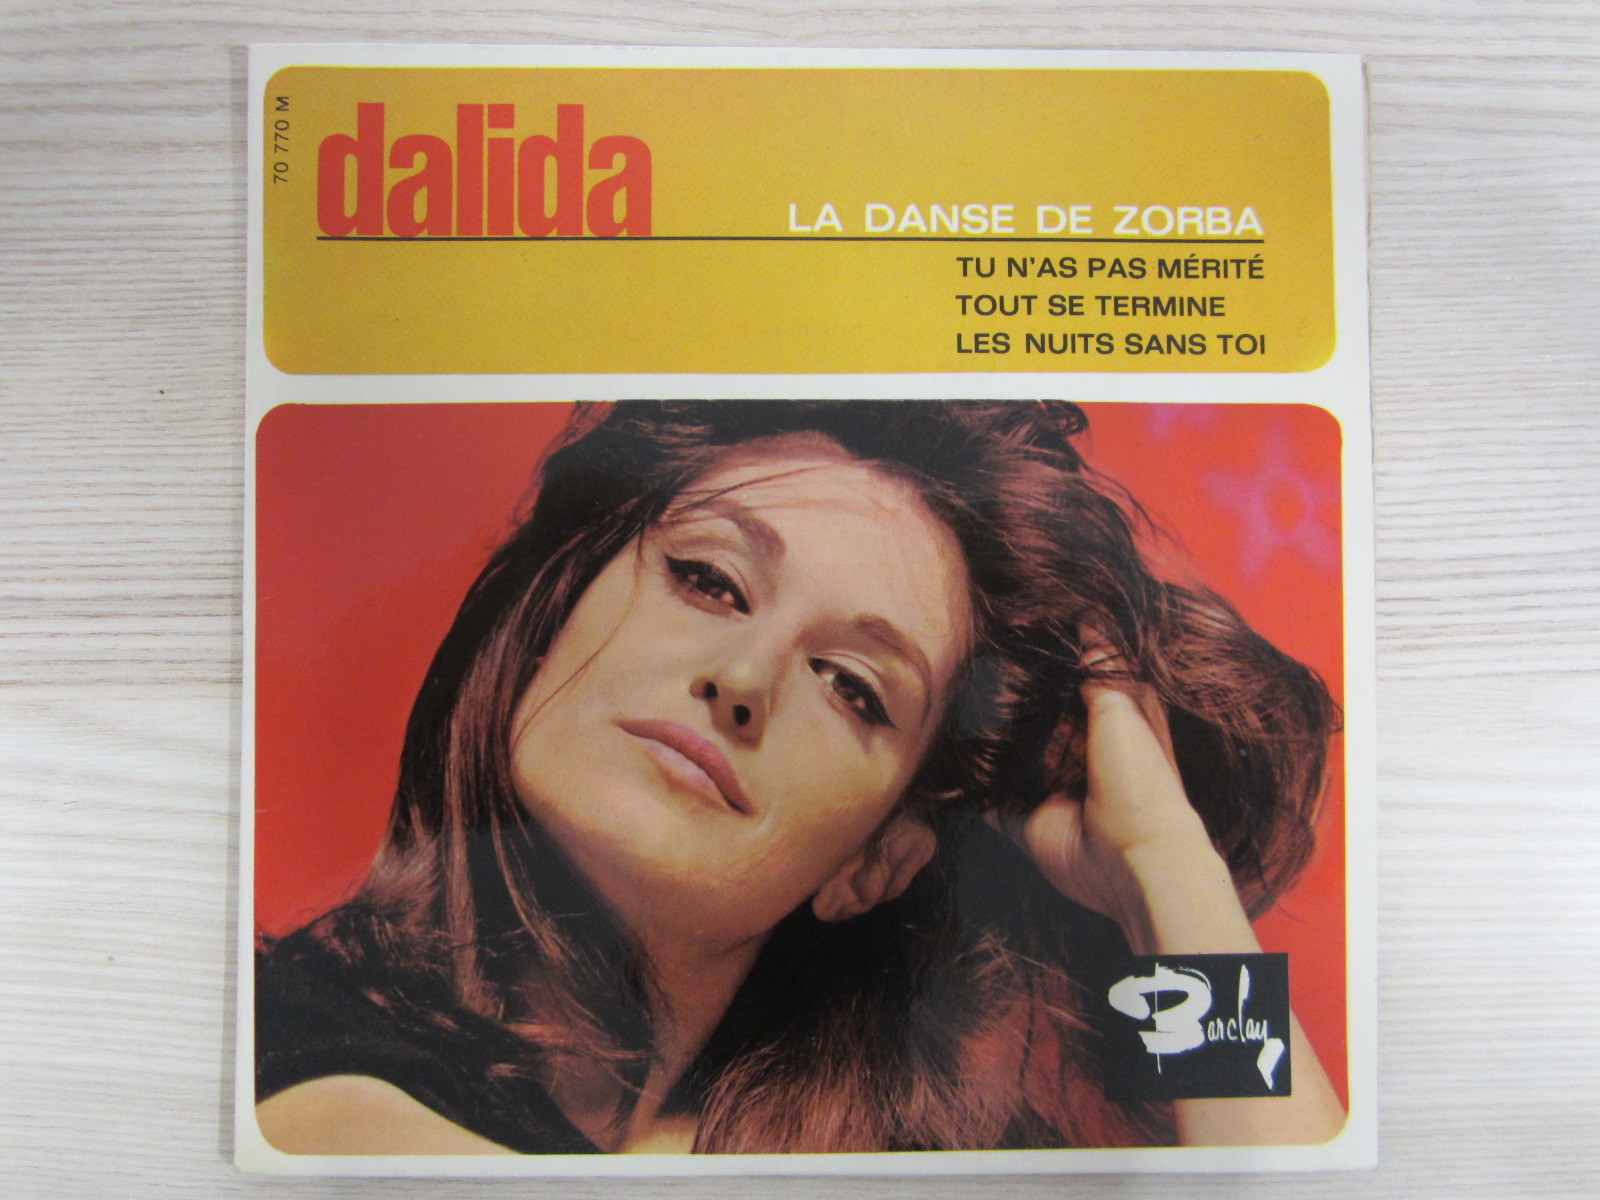 70 770 M
dalida
LA DANSE DE ZORBA
TU N'AS PAS MÉRITÉ
TOUT SE TERMINE
LES NUITS SANS TOI
Barclay